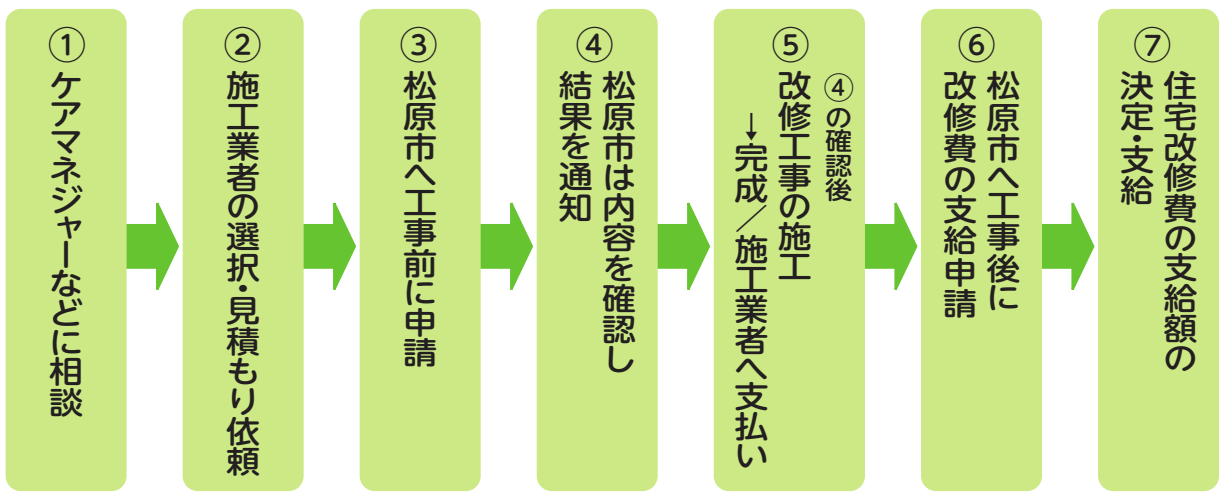 ①
ケアマネジャーなどに相談
②
施工業者の選択・見積もり依頼
③
松原市へ工事前に申請
④
松原市は内容を確認し
結果を通知
⑤
④の確認後
改修工事の施工
→完成／施工業者へ支払い
⑥
松原市へ工事後に
改修費の支給申請
⑦
住宅改修費の支給額の
決定・支給